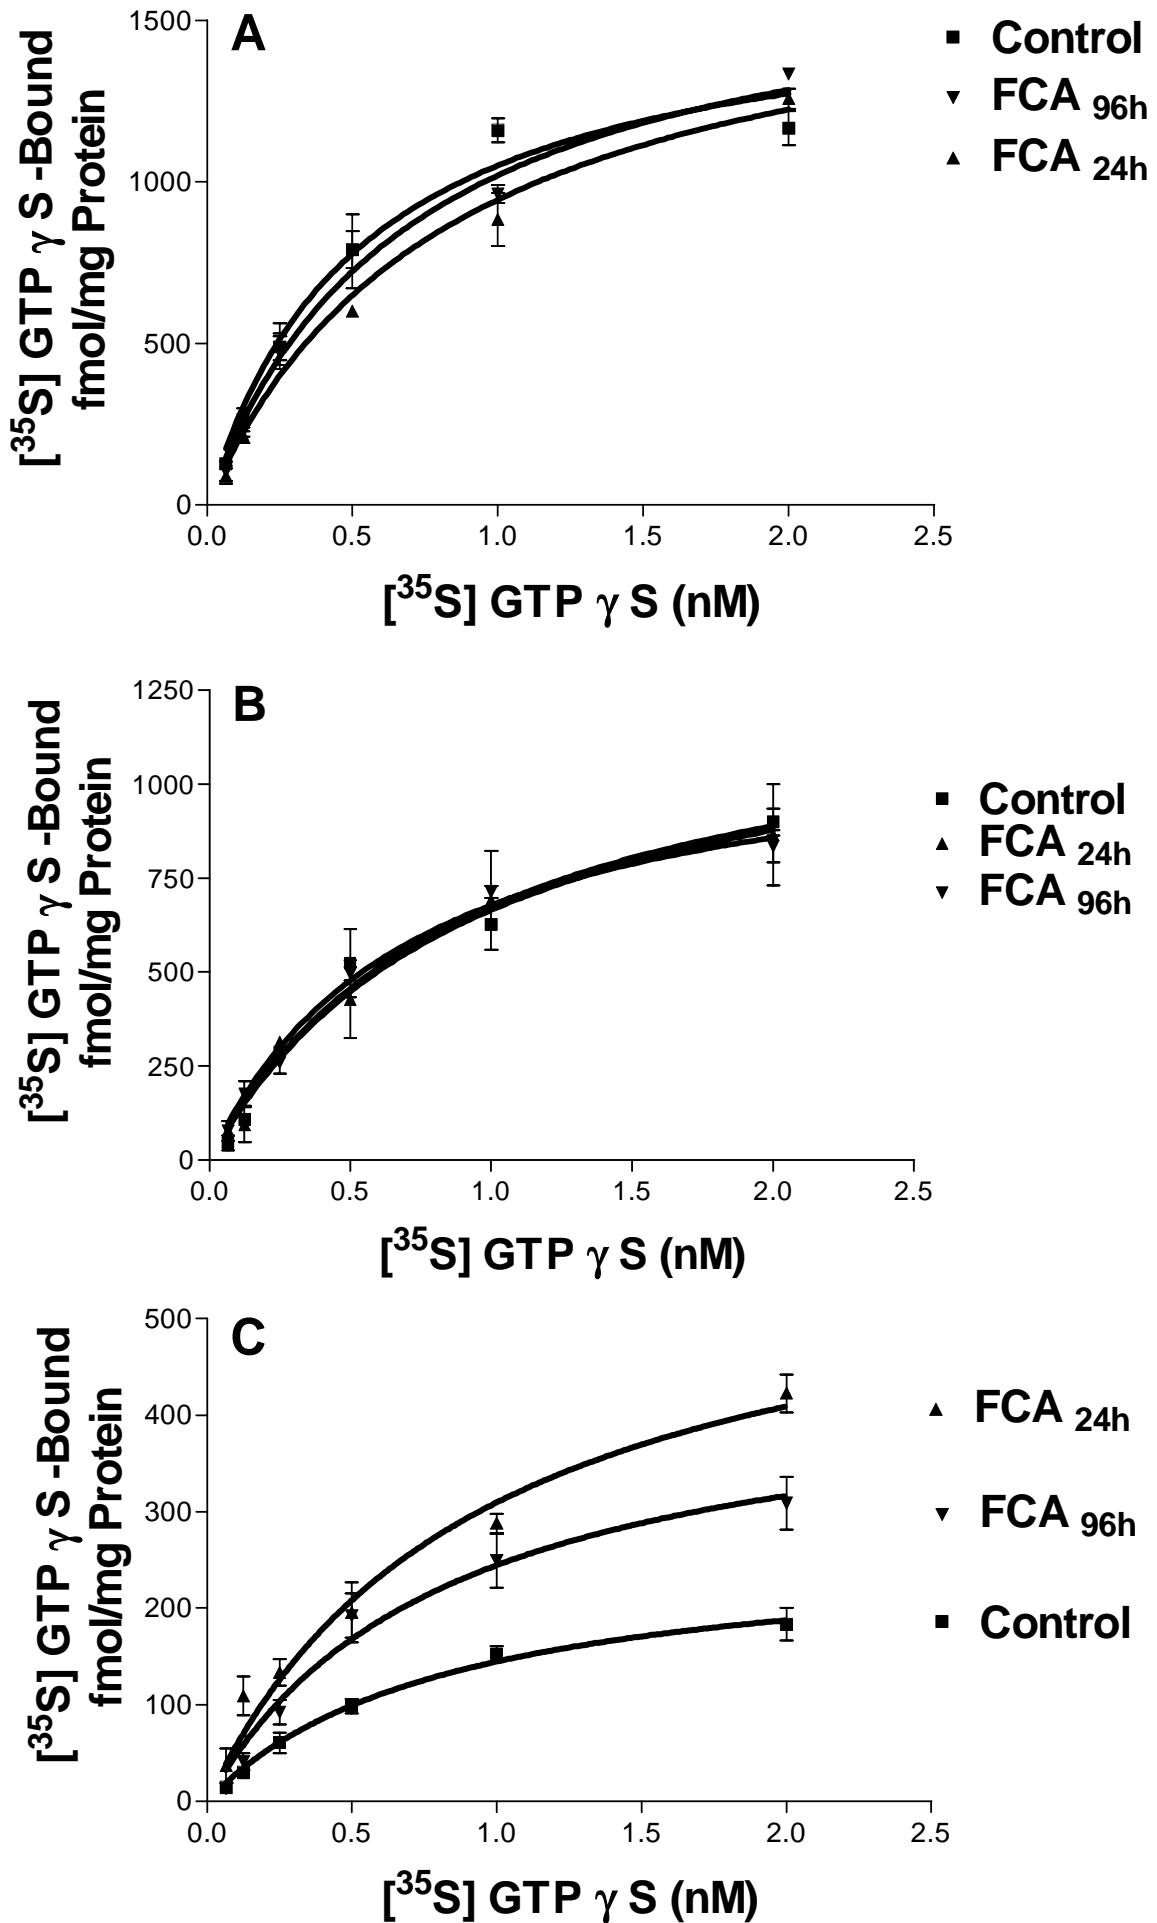 A
[35S] GTP γ S -Bound
fmol/mg Protein
1500
1000
500
0
0.0 0.5 1.0 1.5 2.0 2.5
[35S] GTP γ S (nM)
Control
FCA 96h
FCA 24h
B
[35S] GTP γ S -Bound
fmol/mg Protein
1250
1000
750
500
250
0
0.0 0.5 1.0 1.5 2.0 2.5
[35S] GTP γ S (nM)
Control
FCA 24h
FCA 96h
C
[35S] GTP γ S -Bound
fmol/mg Protein
500
400
300
200
100
0
0.0 0.5 1.0 1.5 2.0 2.5
[35S] GTP γ S (nM)
FCA 24h
FCA 96h
Control